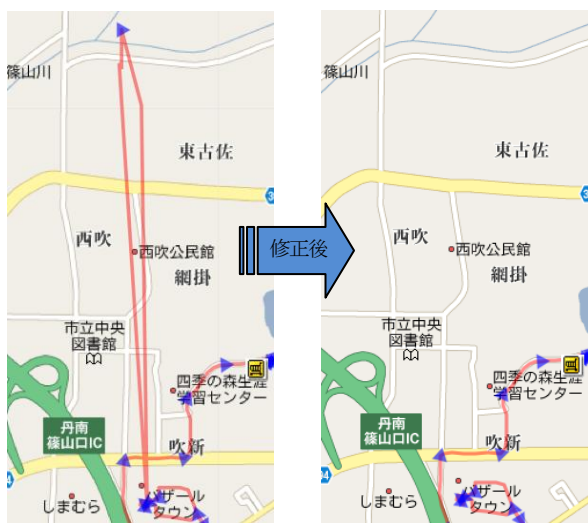 篠山川
東古佐
西吹
西吹公民館
網掛
市立中央
図書館
四季の森生涯
学習センター
丹南
篠山口IC
吹新
しまむら
バザール
タウン
修正後
篠山川
東古佐
西吹
西吹公民館
網掛
市立中央
図書館
四季の森生涯
学習センター
丹南
篠山口IC
吹新
しまむら
バザール
タウン